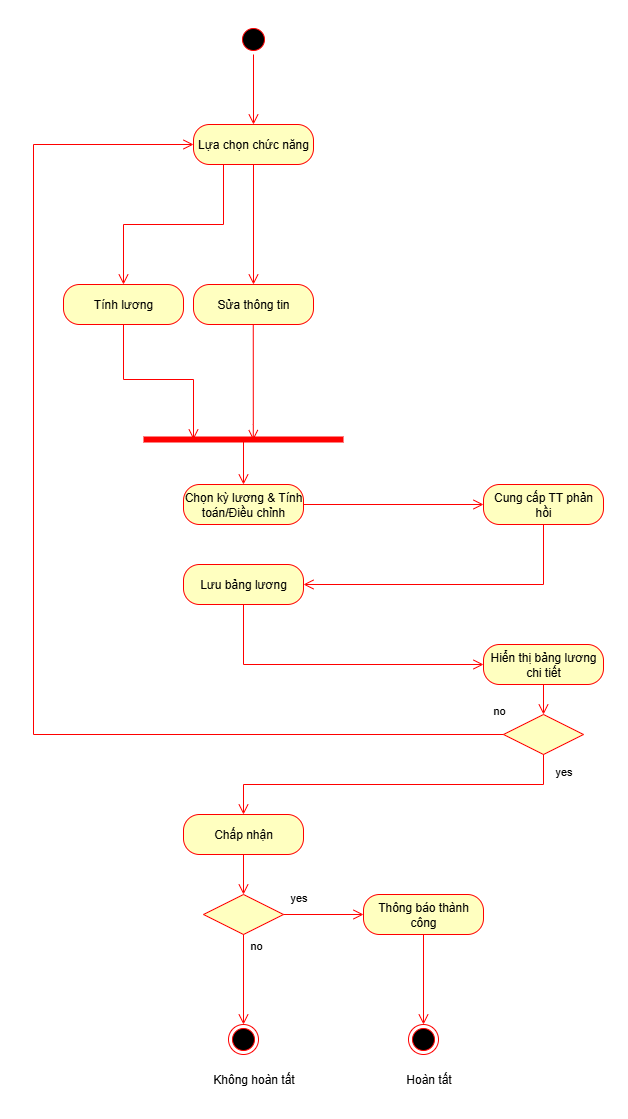 Lựa chọn chức năng
Tính lương
Sửa thông tin
Chọn kỳ lương & Tính
toán/Điều chỉnh
Cung cấp TT phản
hồi
Lưu bảng lương
Hiển thị bảng lương
chi tiết
no
yes
Chấp nhận
yes
Thông báo thành
công
no
Không hoàn tất
Hoàn tất